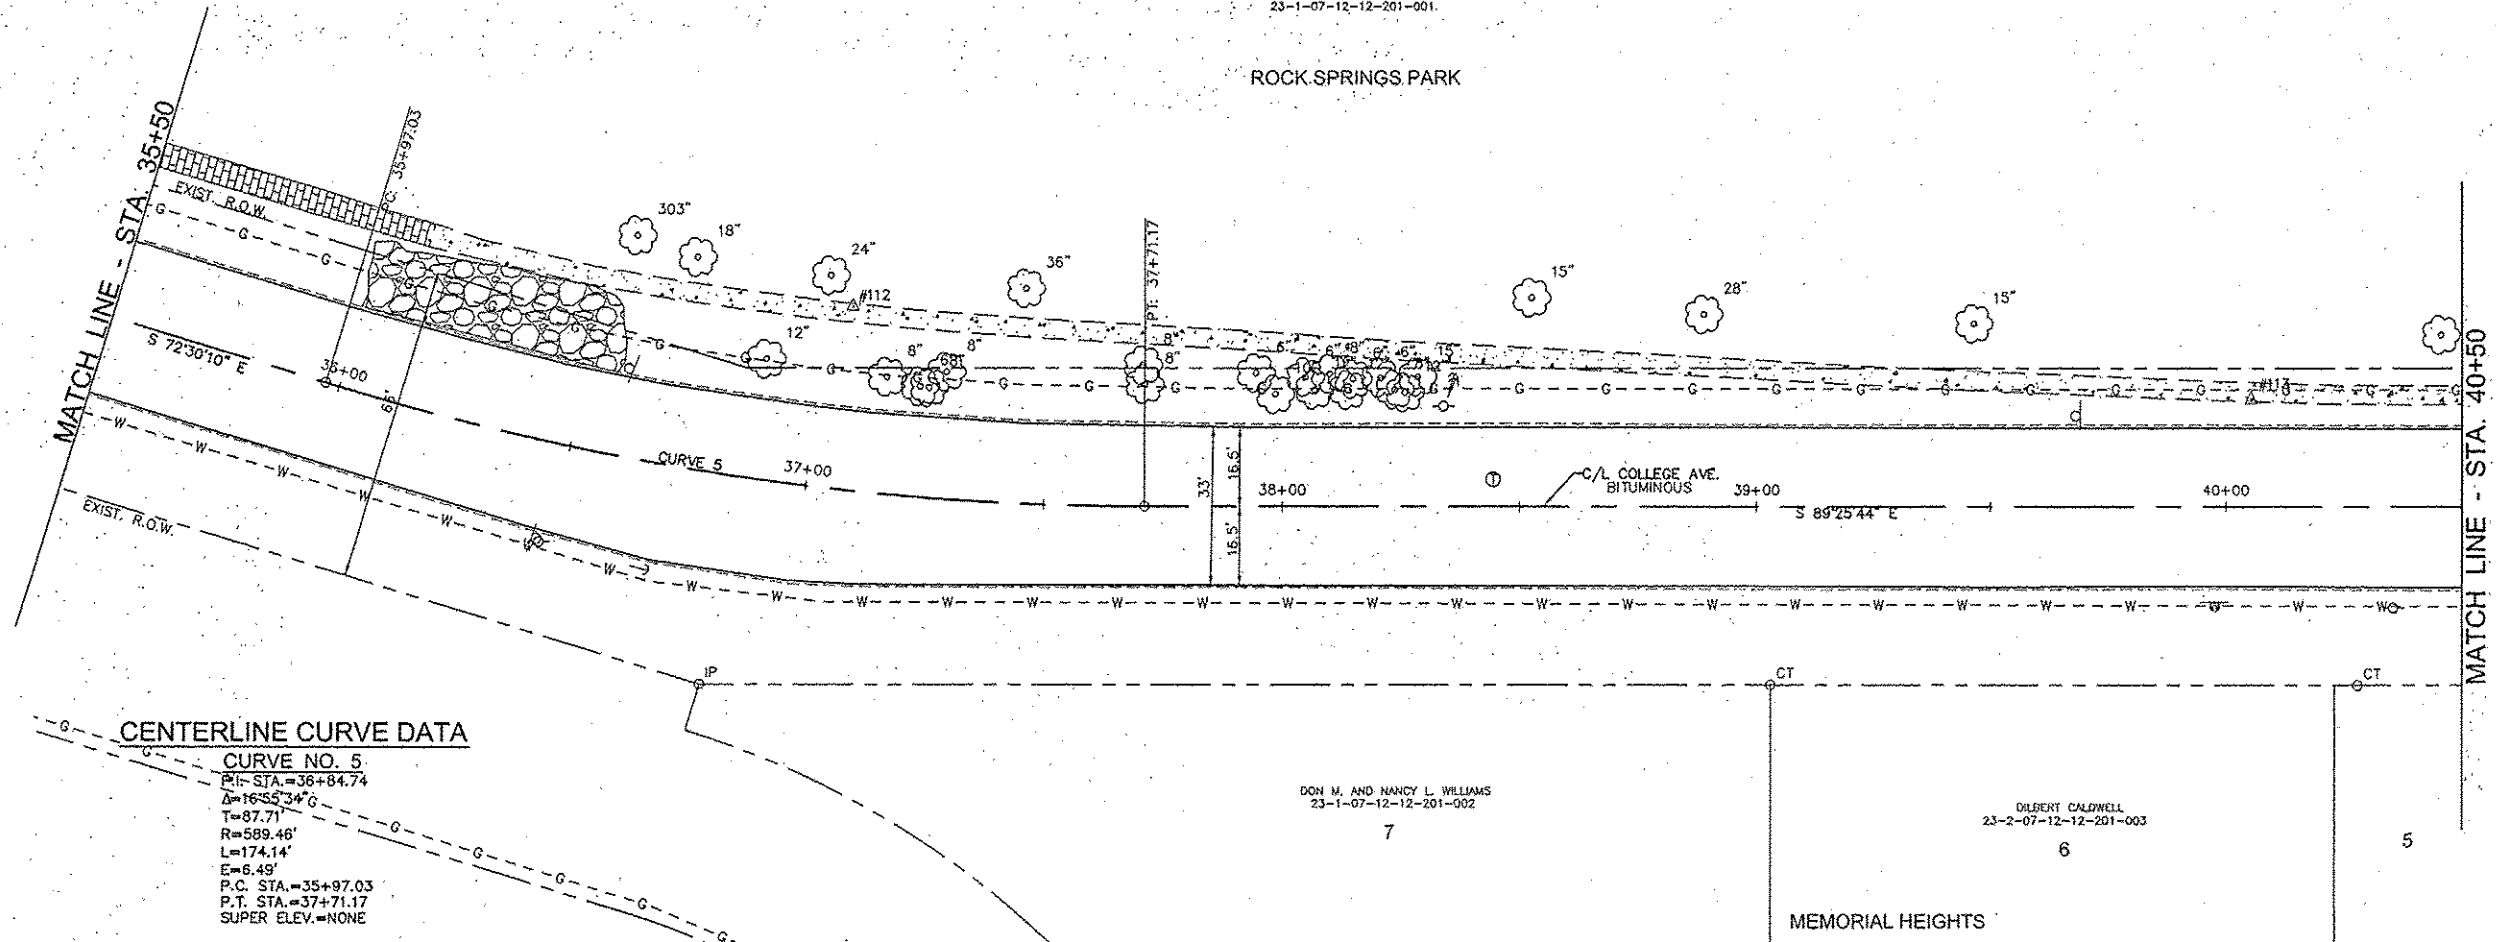 23-1-07-12-12-201-001
ROCK SPRINGS PARK
MATCH LINE - STA. 35+50
EXIST. R.O.W.
P.C. 35+97.03
303"
18"
24"
36"
#112
12"
8"
8"
P.T. 37+71.17
8"
8"
6"
6"
8"
6"
6"
15"
15"
28"
15"
#113
S 72°30'10" E
36+00
66'
CURVE 5
37+00
33'
16.5'
16.5'
38+00
C/L COLLEGE AVE.
BITUMINOUS
39+00
S 89°25'44" E
40+00
MATCH LINE - STA. 40+50
EXIST. R.O.W.
IP
CT
CT
CENTERLINE CURVE DATA
CURVE NO. 5
P.I. STA.=36+84.74
Δ=16°55'34"
T=87.71'
R=589.46'
L=174.14'
E=6.49'
P.C. STA.=35+97.03
P.T. STA.=37+71.17
SUPER ELEV.=NONE
DON M. AND NANCY L. WILLIAMS
23-1-07-12-12-201-002
7
DILBERT CALDWELL
23-2-07-12-12-201-003
6
5
MEMORIAL HEIGHTS